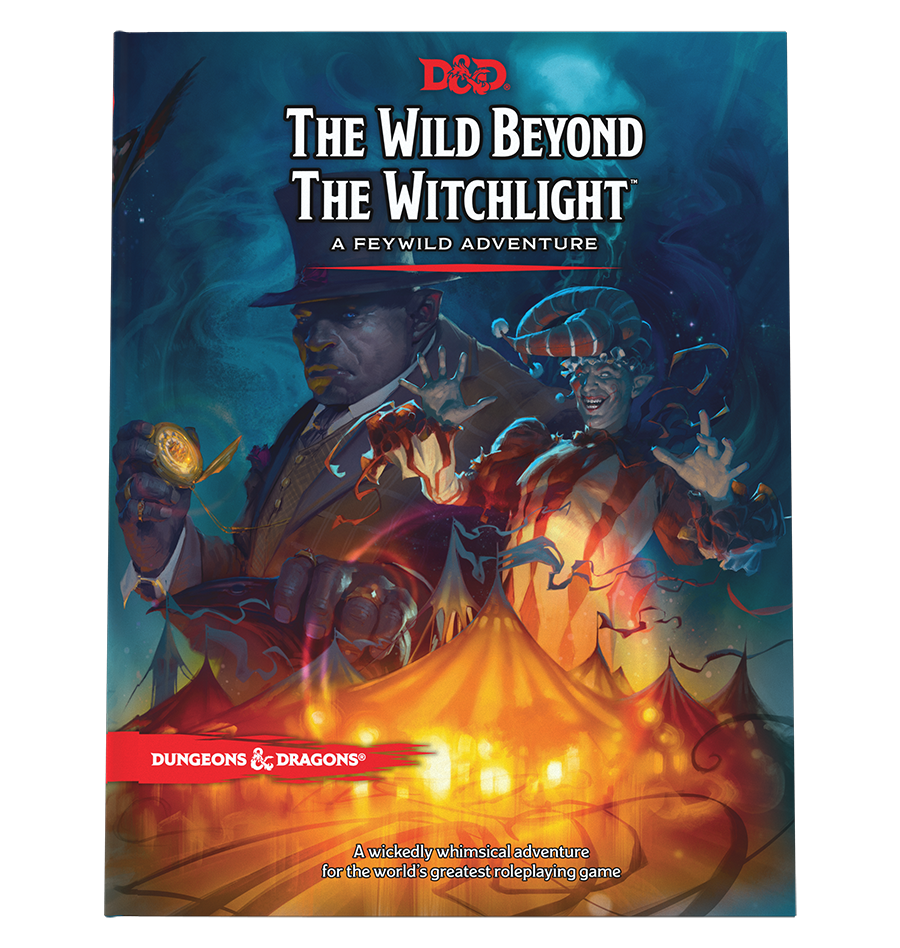 D&D®
THE WILD BEYOND
THE WITCHLIGHT™
A FEYWILD ADVENTURE
DUNGEONS & DRAGONS®
A wickedly whimsical adventure
for the world's greatest roleplaying game